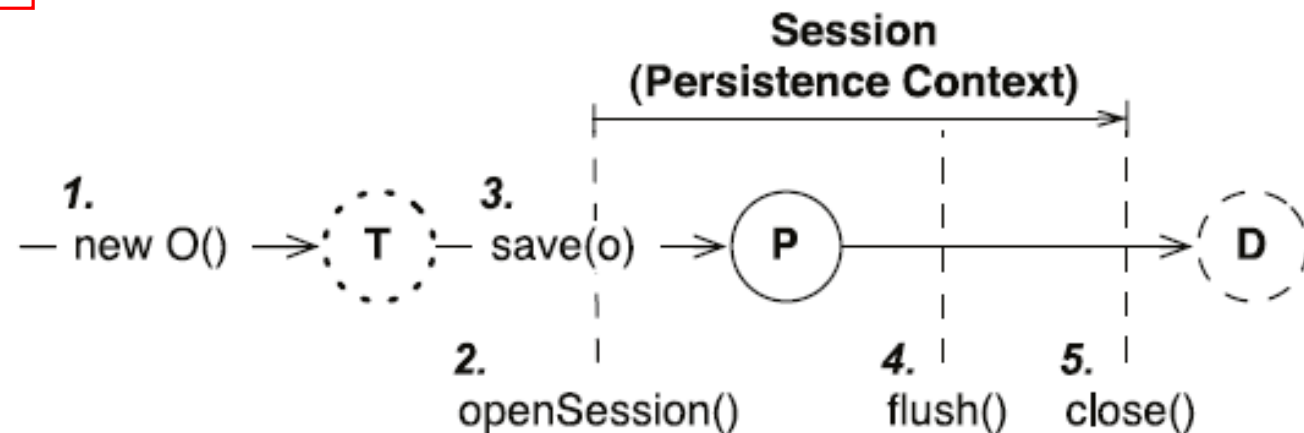 Session
(Persistence Context)
1.
new O()
T
3.
save(o)
P
D
2.
openSession()
4.
flush()
5.
close()